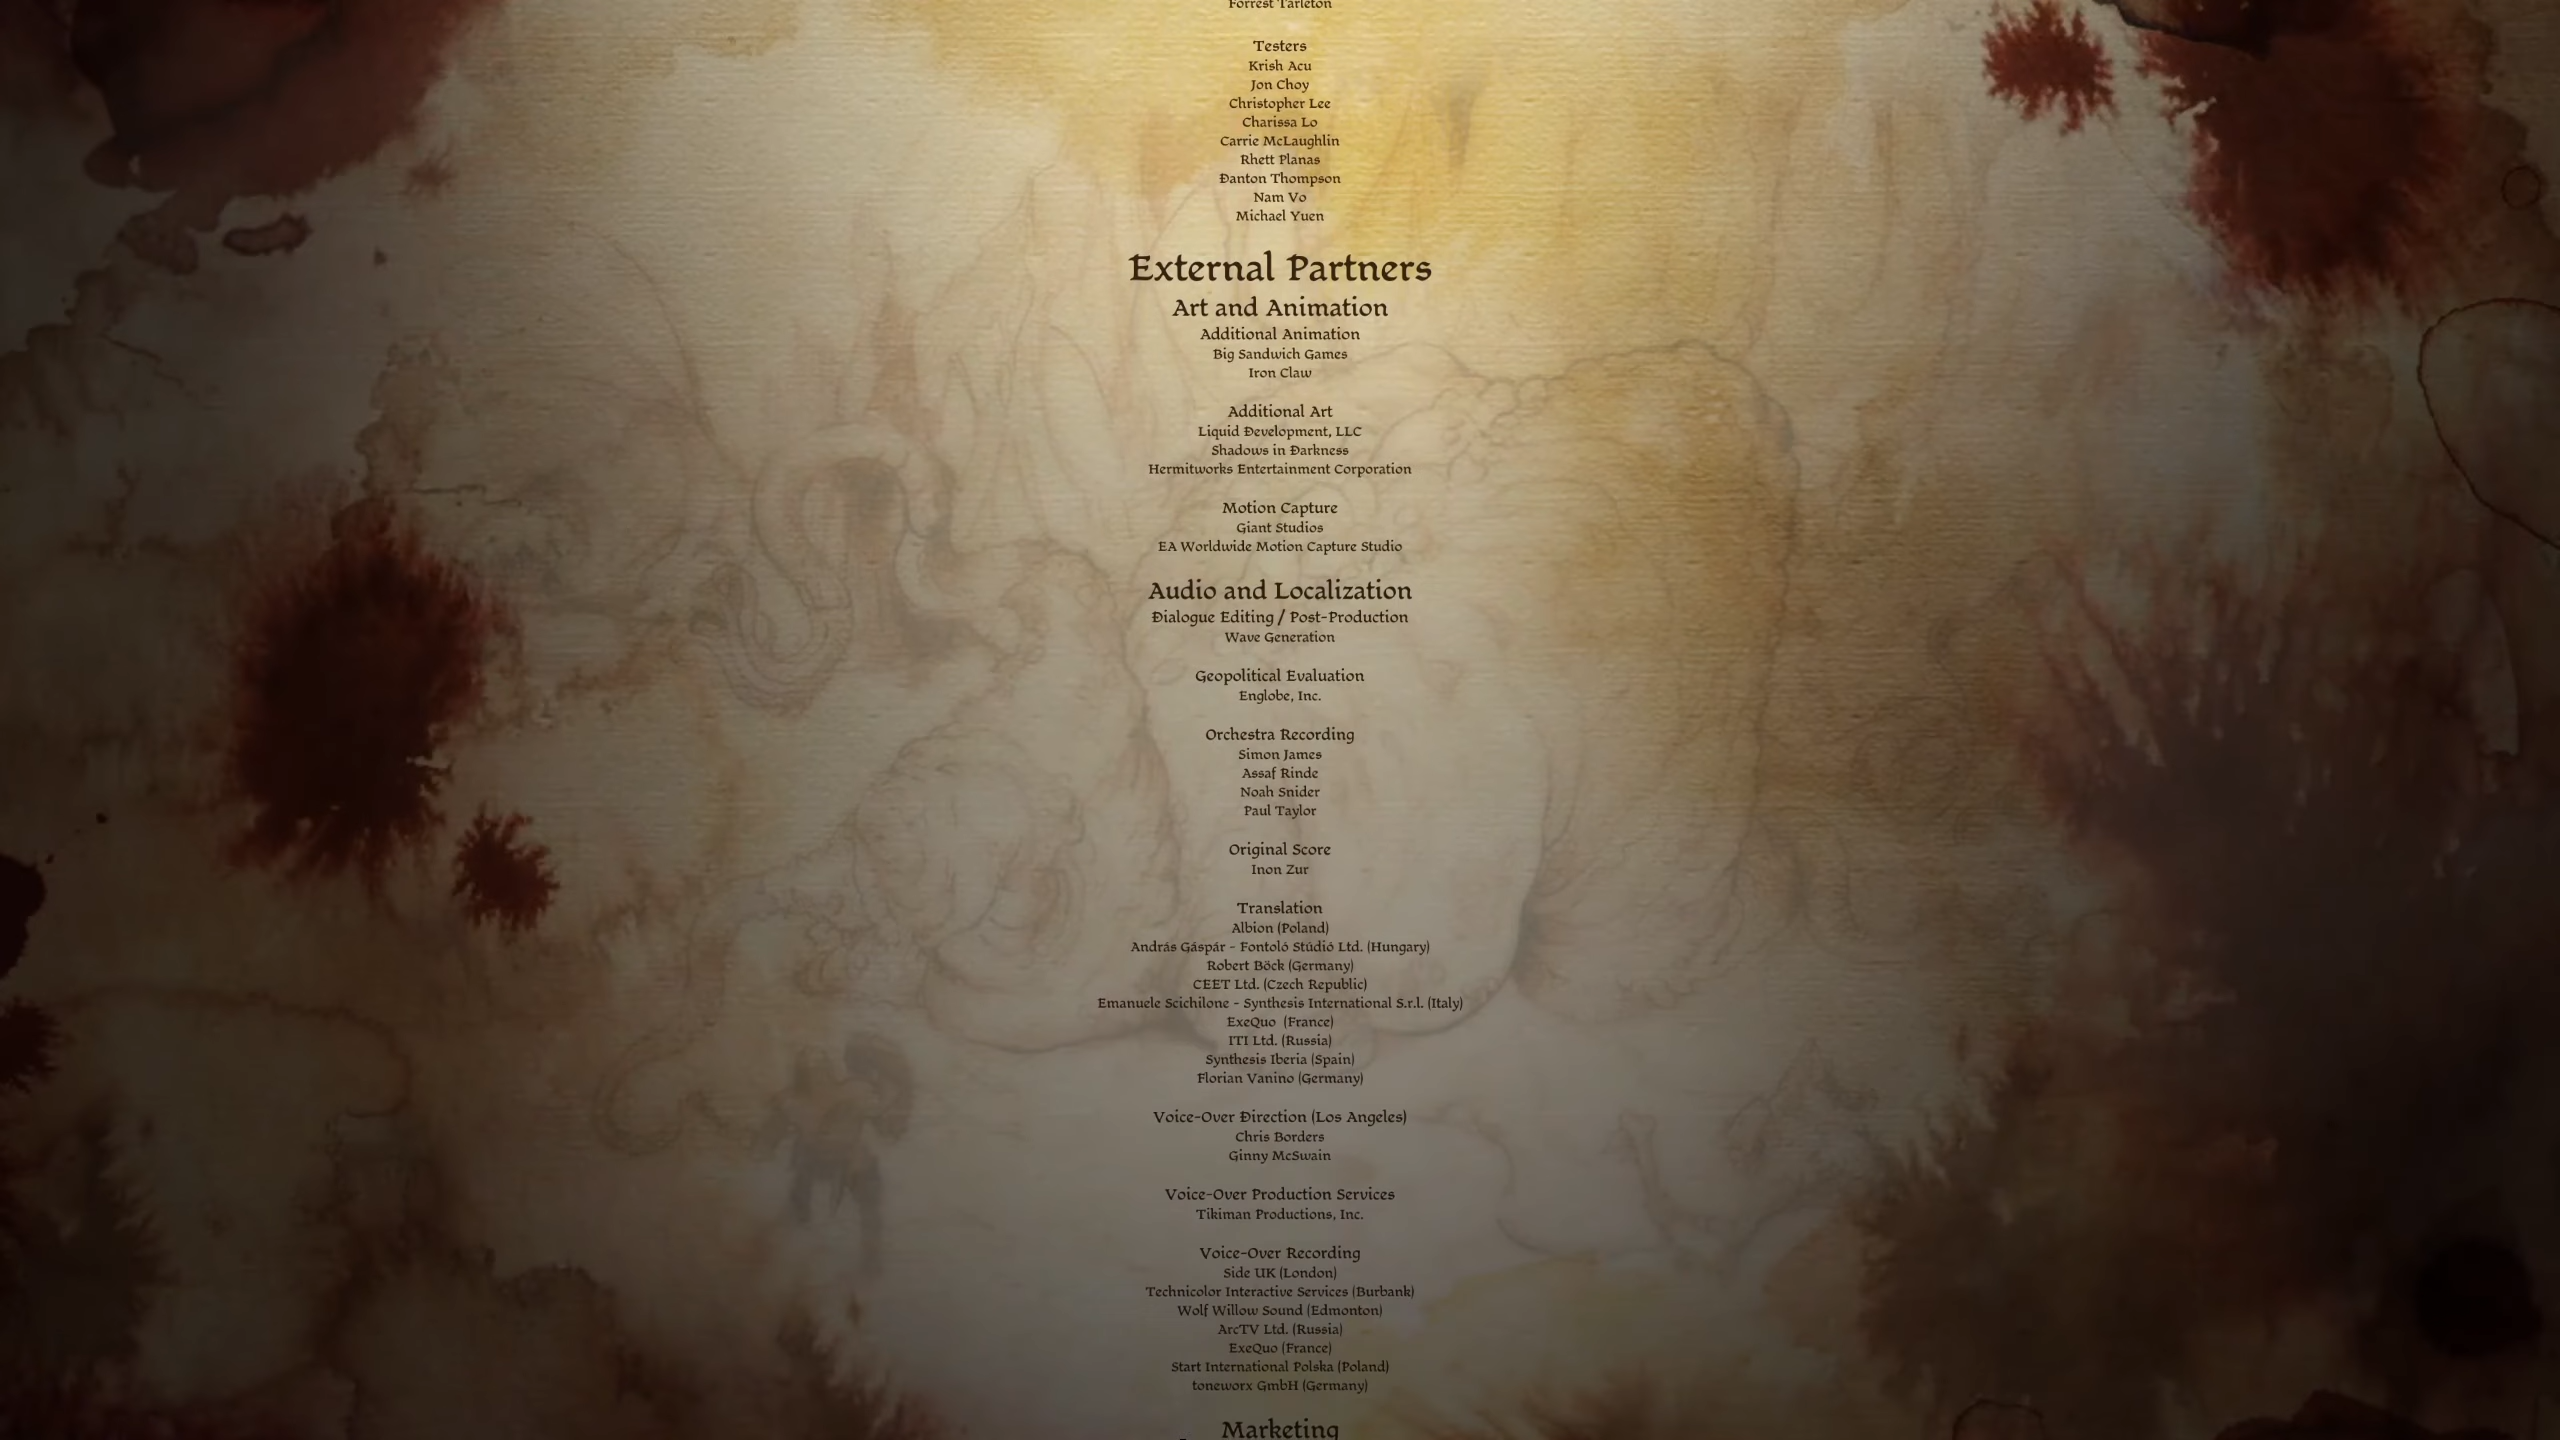 Forrest Tarleton
Testers
Krish Acu
Jon Choy
Christopher Lee
Charissa Lo
Carrie McLaughlin
Rhett Planas
Danton Thompson
Nam Vo
Michael Yuen
External Partners
Art and Animation
Additional Animation
Big Sandwich Games
Iron Claw
Additional Art
Liquid Development, LLC
Shadows in Darkness
Hermitworks Entertainment Corporation
Motion Capture
Giant Studios
EA Worldwide Motion Capture Studio
Audio and Localization
Dialogue Editing / Post-Production
Wave Generation
Geopolitical Evaluation
Englobe, Inc.
Orchestra Recording
Simon James
Assaf Rinde
Noah Snider
Paul Taylor
Original Score
Inon Zur
Translation
Albion (Poland)
András Gáspár - Fontoló Stúdió Ltd. (Hungary)
Robert Böck (Germany)
CEET Ltd. (Czech Republic)
Emanuele Scichilone - Synthesis International S.r.l. (Italy)
ExeQuo (France)
ITI Ltd. (Russia)
Synthesis Iberia (Spain)
Florian Vanino (Germany)
Voice-Over Direction (Los Angeles)
Chris Borders
Ginny McSwain
Voice-Over Production Services
Tikiman Productions, Inc.
Voice-Over Recording
Side UK (London)
Technicolor Interactive Services (Burbank)
Wolf Willow Sound (Edmonton)
ArcTV Ltd. (Russia)
ExeQuo (France)
Start International Polska (Poland)
toneworx GmbH (Germany)
Marketing